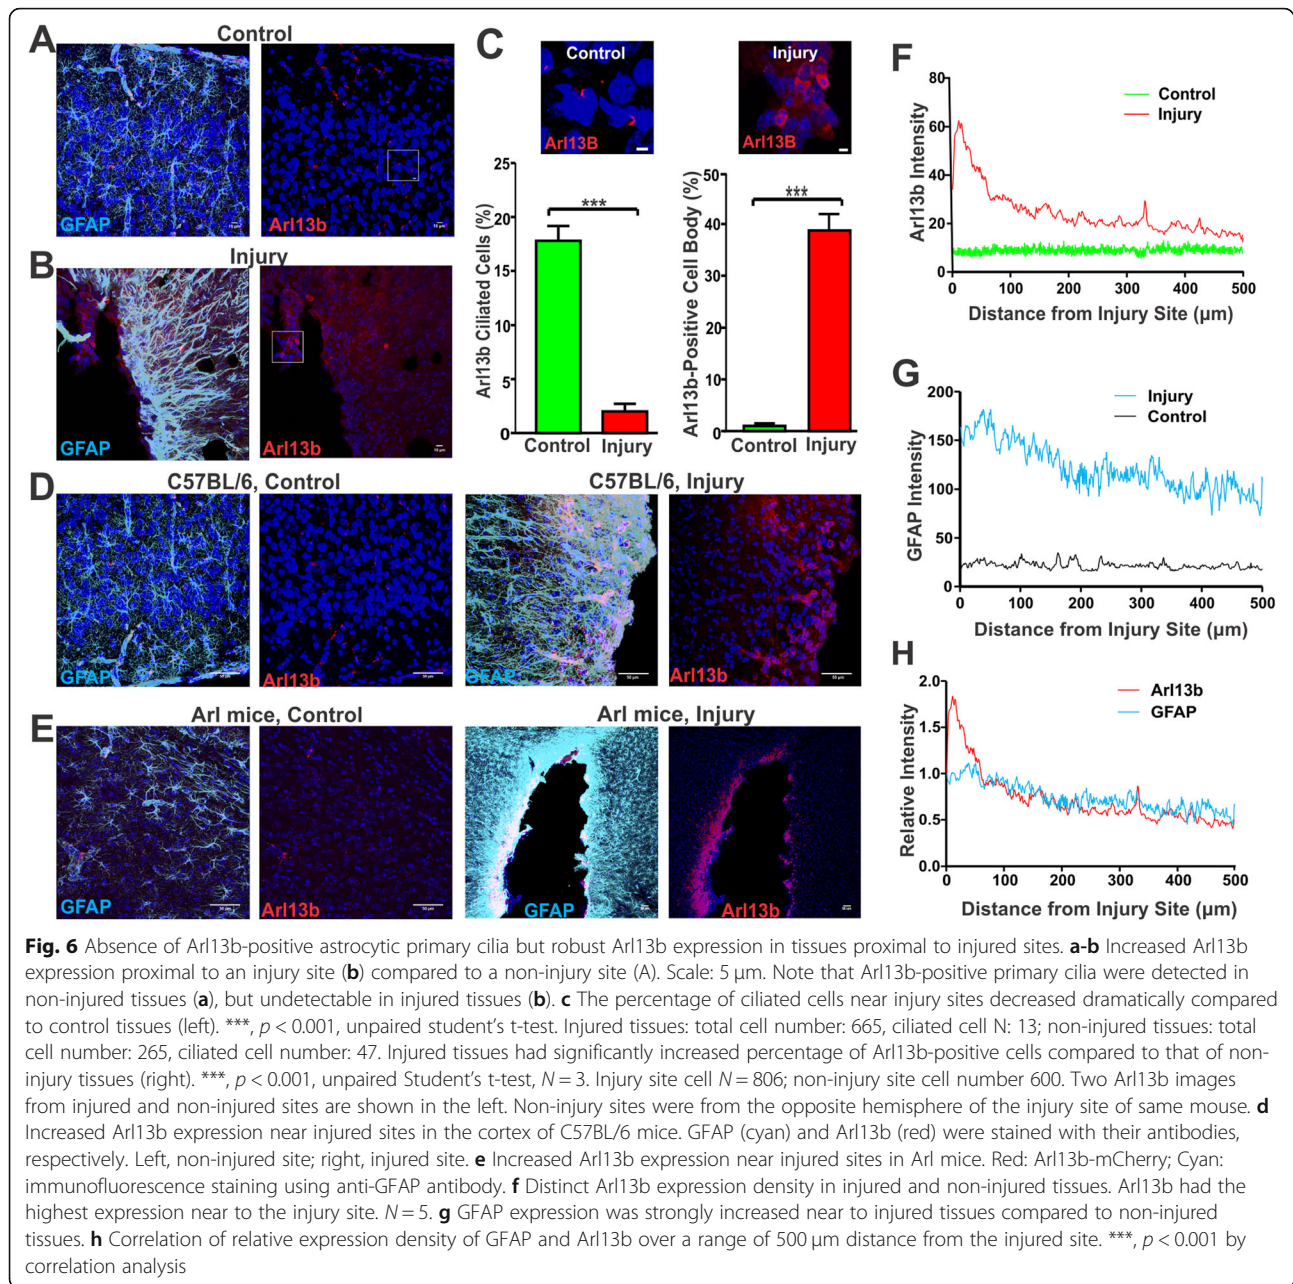 A
Control
GFAP
Arl13b
B
Injury
GFAP
Arl13b
C
Control
Arl13B
Injury
Arl13B
Arl13b Ciliated Cells (%)
25
20
15
10
5
0
***
Control Injury
Arl13b-Positive Cell Body (%)
50
40
30
20
10
0
***
Control Injury
D
C57BL/6, Control
GFAP
Arl13b
C57BL/6, Injury
GFAP
Arl13b
E
Arl mice, Control
GFAP
Arl13b
Arl mice, Injury
GFAP
Arl13b
F
Arl13b Intensity
80
60
40
20
0
Control
Injury
0 100 200 300 400 500
Distance from Injury Site (µm)
G
GFAP Intensity
200
150
100
50
0
Injury
Control
0 100 200 300 400 500
Distance from Injury Site (µm)
H
Relative Intensity
2.0
1.5
1.0
0.5
0.0
Arl13b
GFAP
0 100 200 300 400 500
Distance from Injury Site (µm)
Fig. 6 Absence of Arl13b-positive astrocytic primary cilia but robust Arl13b expression in tissues proximal to injured sites. a-b Increased Arl13b
expression proximal to an injury site (b) compared to a non-injury site (A). Scale: 5 µm. Note that Arl13b-positive primary cilia were detected in
non-injured tissues (a), but undetectable in injured tissues (b). c The percentage of ciliated cells near injury sites decreased dramatically compared
to control tissues (left). ***, p < 0.001, unpaired student's t-test. Injured tissues: total cell number: 665, ciliated cell N: 13; non-injured tissues: total
cell number: 265, ciliated cell number: 47. Injured tissues had significantly increased percentage of Arl13b-positive cells compared to that of non-
injury tissues (right). ***, p < 0.001, unpaired Student's t-test, N = 3. Injury site cell N = 806; non-injury site cell number 600. Two Arl13b images
from injured and non-injured sites are shown in the left. Non-injury sites were from the opposite hemisphere of the injury site of same mouse. d
Increased Arl13b expression near injured sites in the cortex of C57BL/6 mice. GFAP (cyan) and Arl13b (red) were stained with their antibodies,
respectively. Left, non-injured site; right, injured site. e Increased Arl13b expression near injured sites in Arl mice. Red: Arl13b-mCherry; Cyan:
immunofluorescence staining using anti-GFAP antibody. f Distinct Arl13b expression density in injured and non-injured tissues. Arl13b had the
highest expression near to the injury site. N = 5. g GFAP expression was strongly increased near to injured tissues compared to non-injured
tissues. h Correlation of relative expression density of GFAP and Arl13b over a range of 500 µm distance from the injured site. ***, p < 0.001 by
correlation analysis